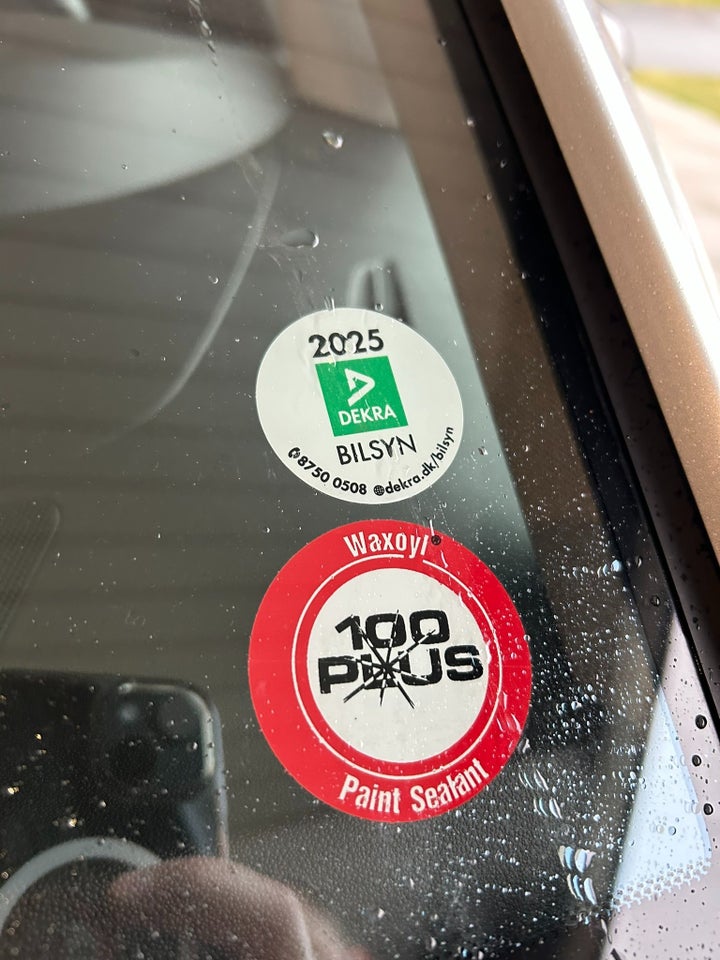 2025
DEKRA
BILSYN
8750 0508 dekra.dk/bilsyn
Waxoyl®
100
PLUS
Paint Sealant